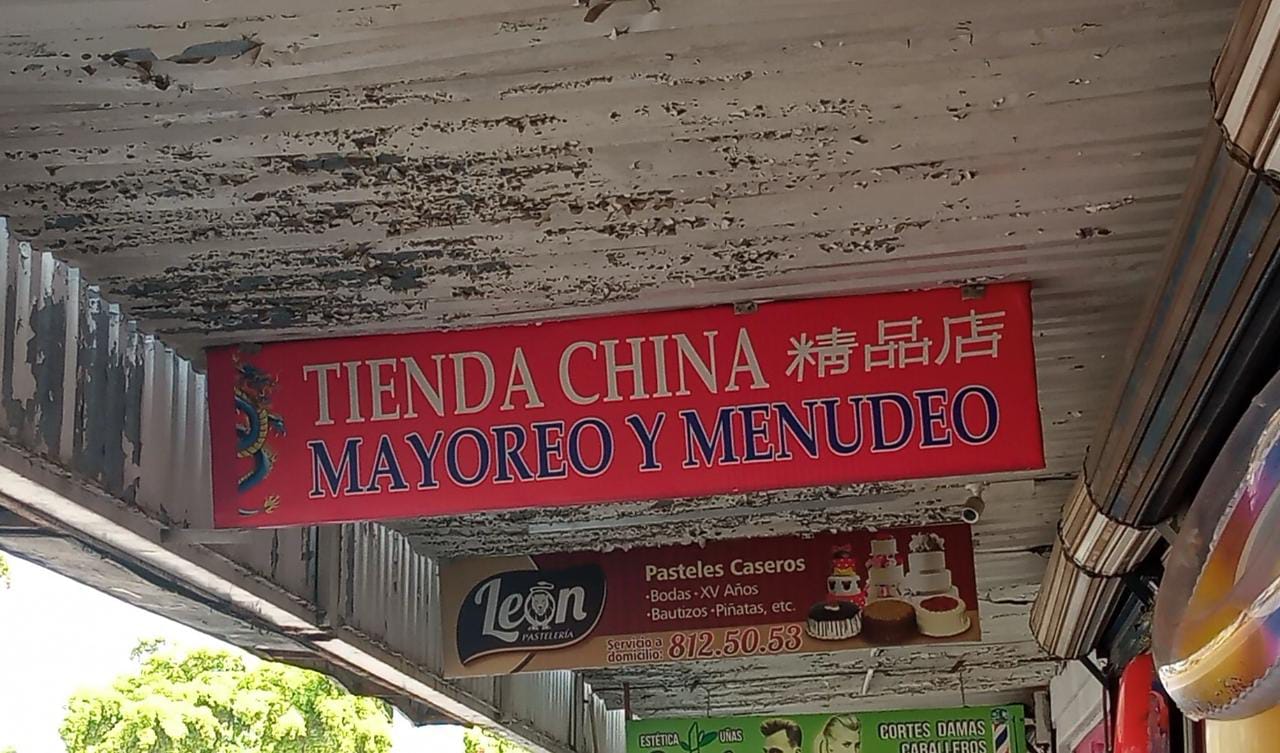 TIENDA CHINA 精品店
MAYOREO Y MENUDEO
León
PASTELERÍA
Pasteles Caseros
·Bodas ·XV Años
·Bautizos ·Piñatas, etc.
Servicio a
domicilio: 812.50.53
ESTÉTICA UÑAS
CORTES DAMAS
CABALLEROS